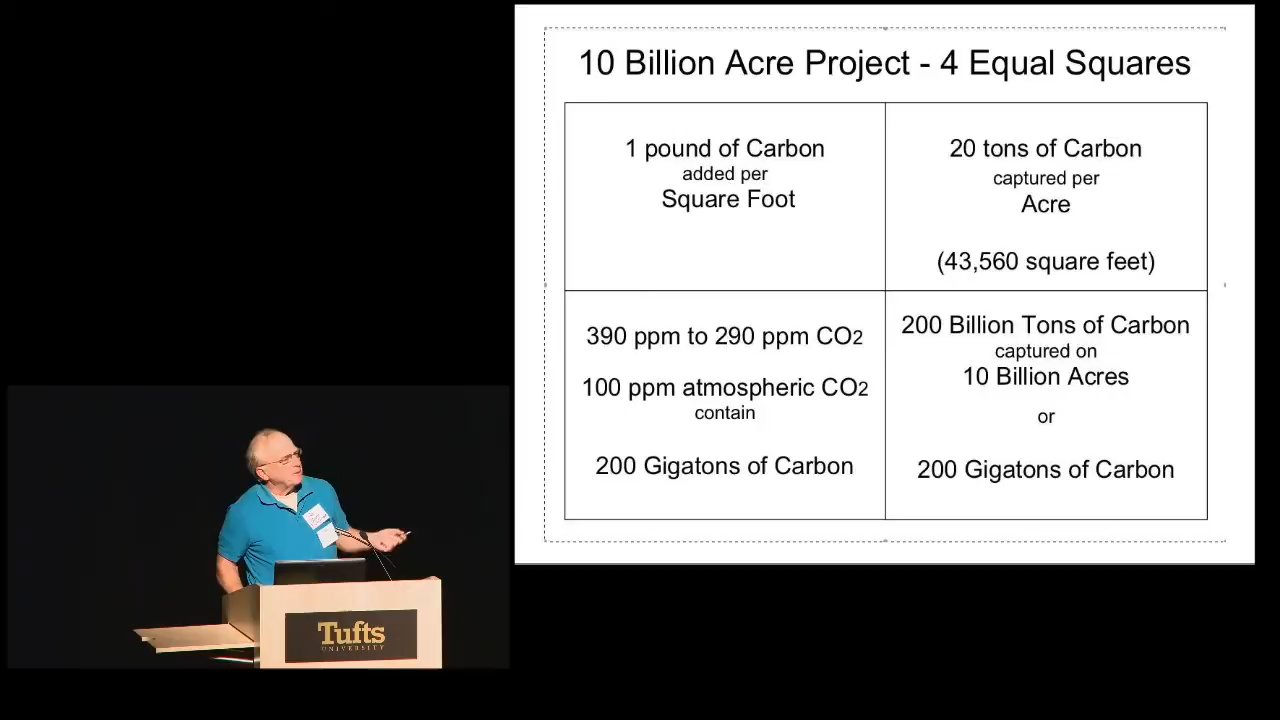 10 Billion Acre Project - 4 Equal Squares
1 pound of Carbon
added per
Square Foot
20 tons of Carbon
captured per
Acre
(43,560 square feet)
390 ppm to 290 ppm CO2
100 ppm atmospheric CO2
contain
200 Gigatons of Carbon
200 Billion Tons of Carbon
captured on
10 Billion Acres
or
200 Gigatons of Carbon
Tufts
UNIVERSITY